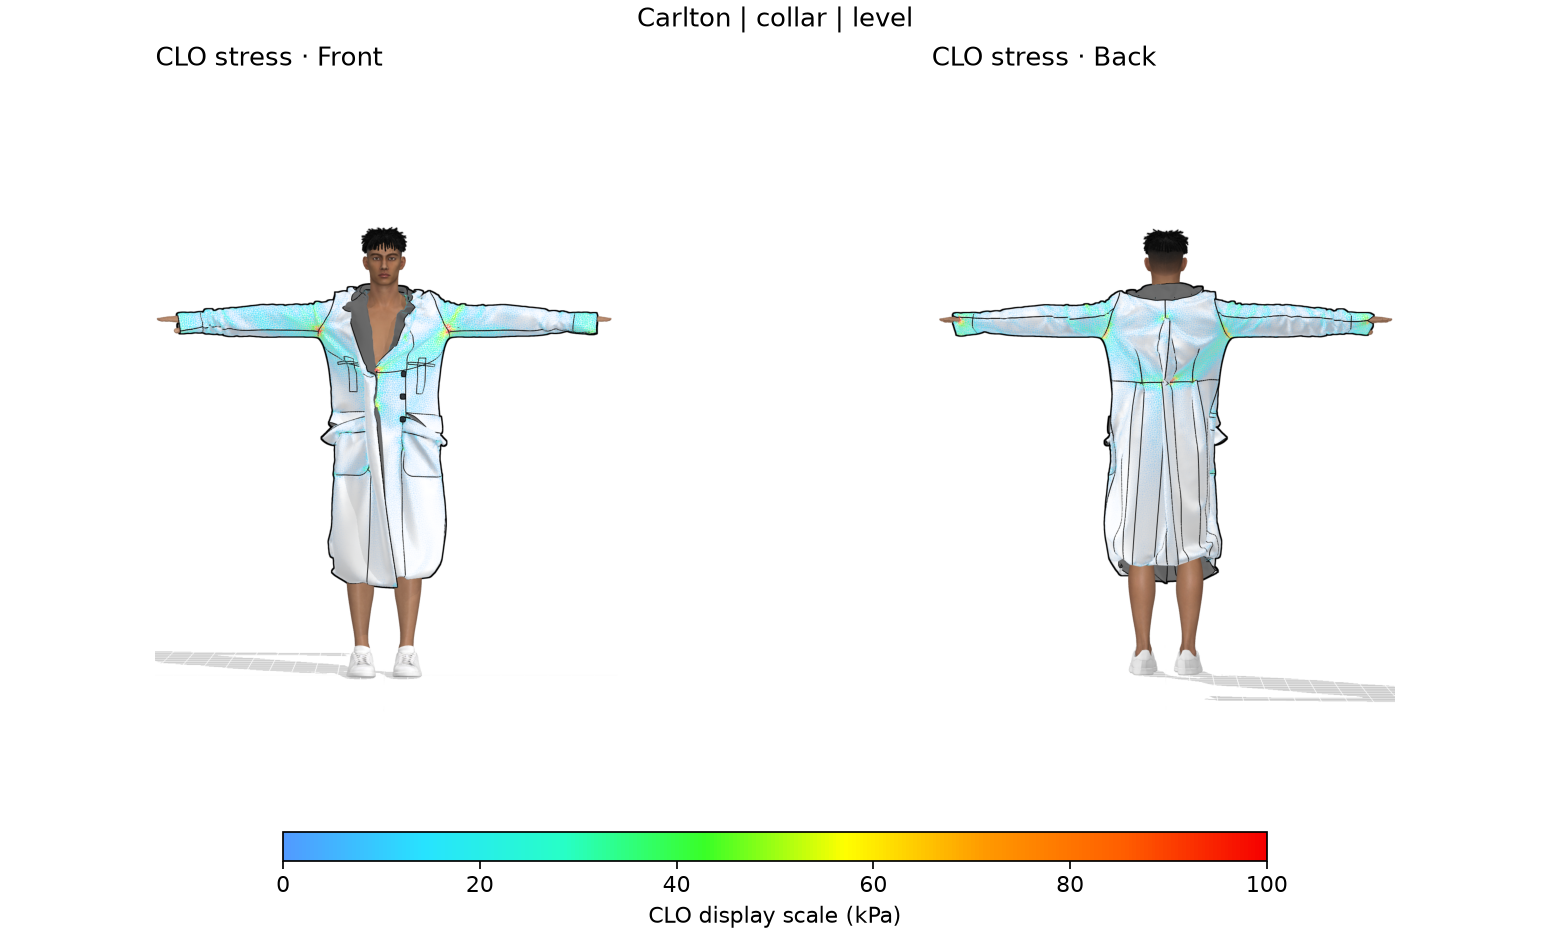 Carlton | collar | level
CLO stress · Front
CLO stress · Back
0 20 40 60 80 100
CLO display scale (kPa)